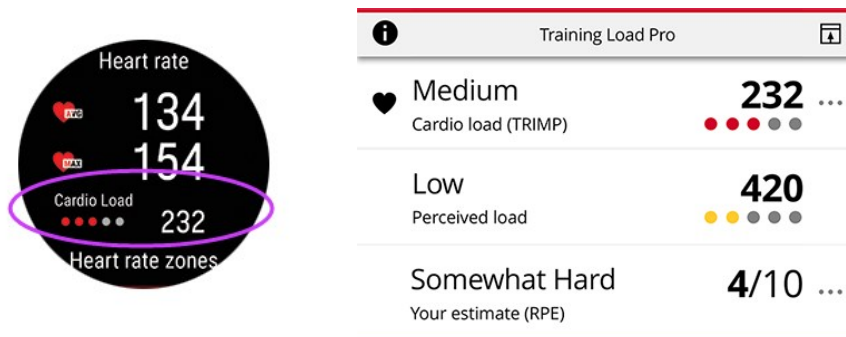 Heart rate
AVG 134
MAX 154
Cardio Load
232
Heart rate zones
Training Load Pro
Medium 232
Cardio load (TRIMP)
Low 420
Perceived load
Somewhat Hard 4/10
Your estimate (RPE)